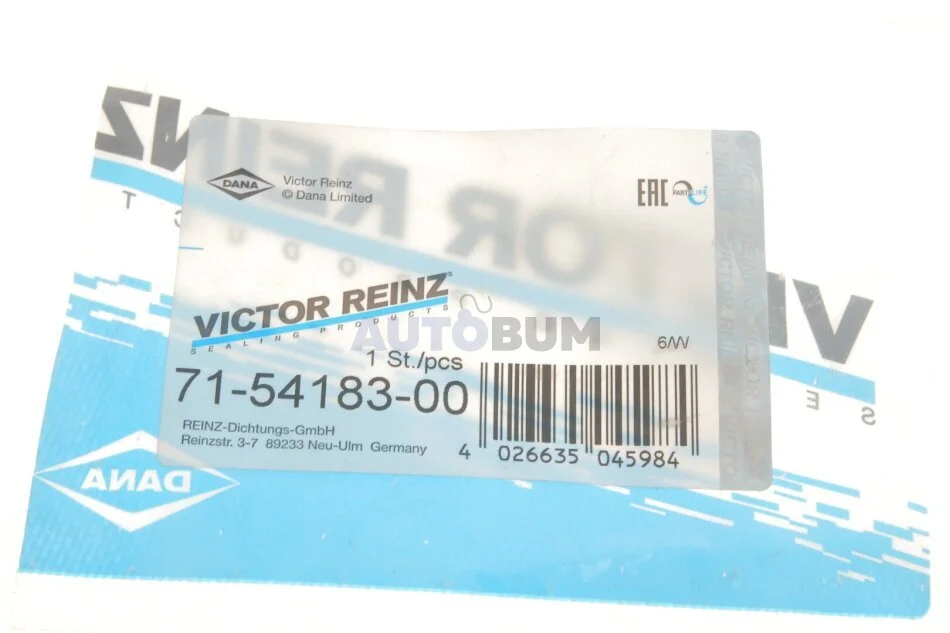 DANA
Victor Reinz
© Dana Limited
EAC
PARTSLIFE
VICTOR REINZ®
SEALING PRODUCTS
AUTOBUM
6/W
1 St./pcs
71-54183-00
REINZ-Dichtungs-GmbH
Reinzstr. 3-7 89233 Neu-Ulm Germany
4 026635 045984
DANA